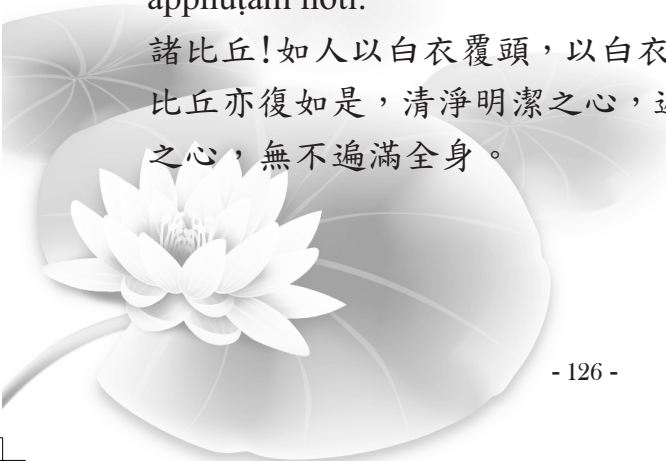 apphuṭaṁ hoti.
諸比丘!如人以白衣覆頭,以白衣
比丘亦復如是,清淨明潔之心,
之心,無不遍滿全身。
- 126 -